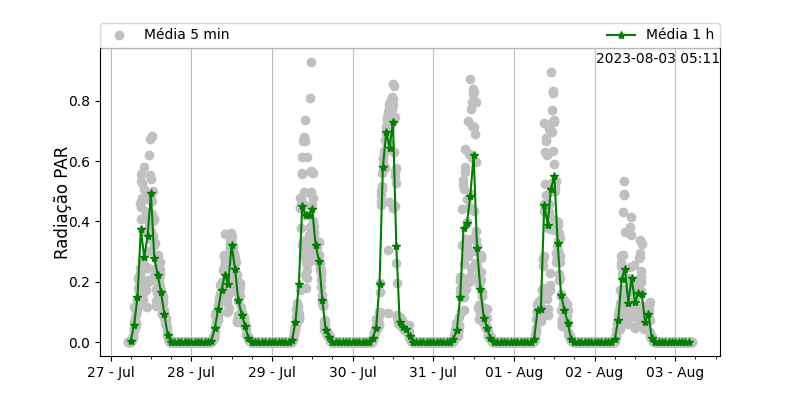 Média 5 min
Média 1 h
2023-08-03 05:11
Radiação PAR
0.8
0.6
0.4
0.2
0.0
27 - Jul
28 - Jul
29 - Jul
30 - Jul
31 - Jul
01 - Aug
02 - Aug
03 - Aug